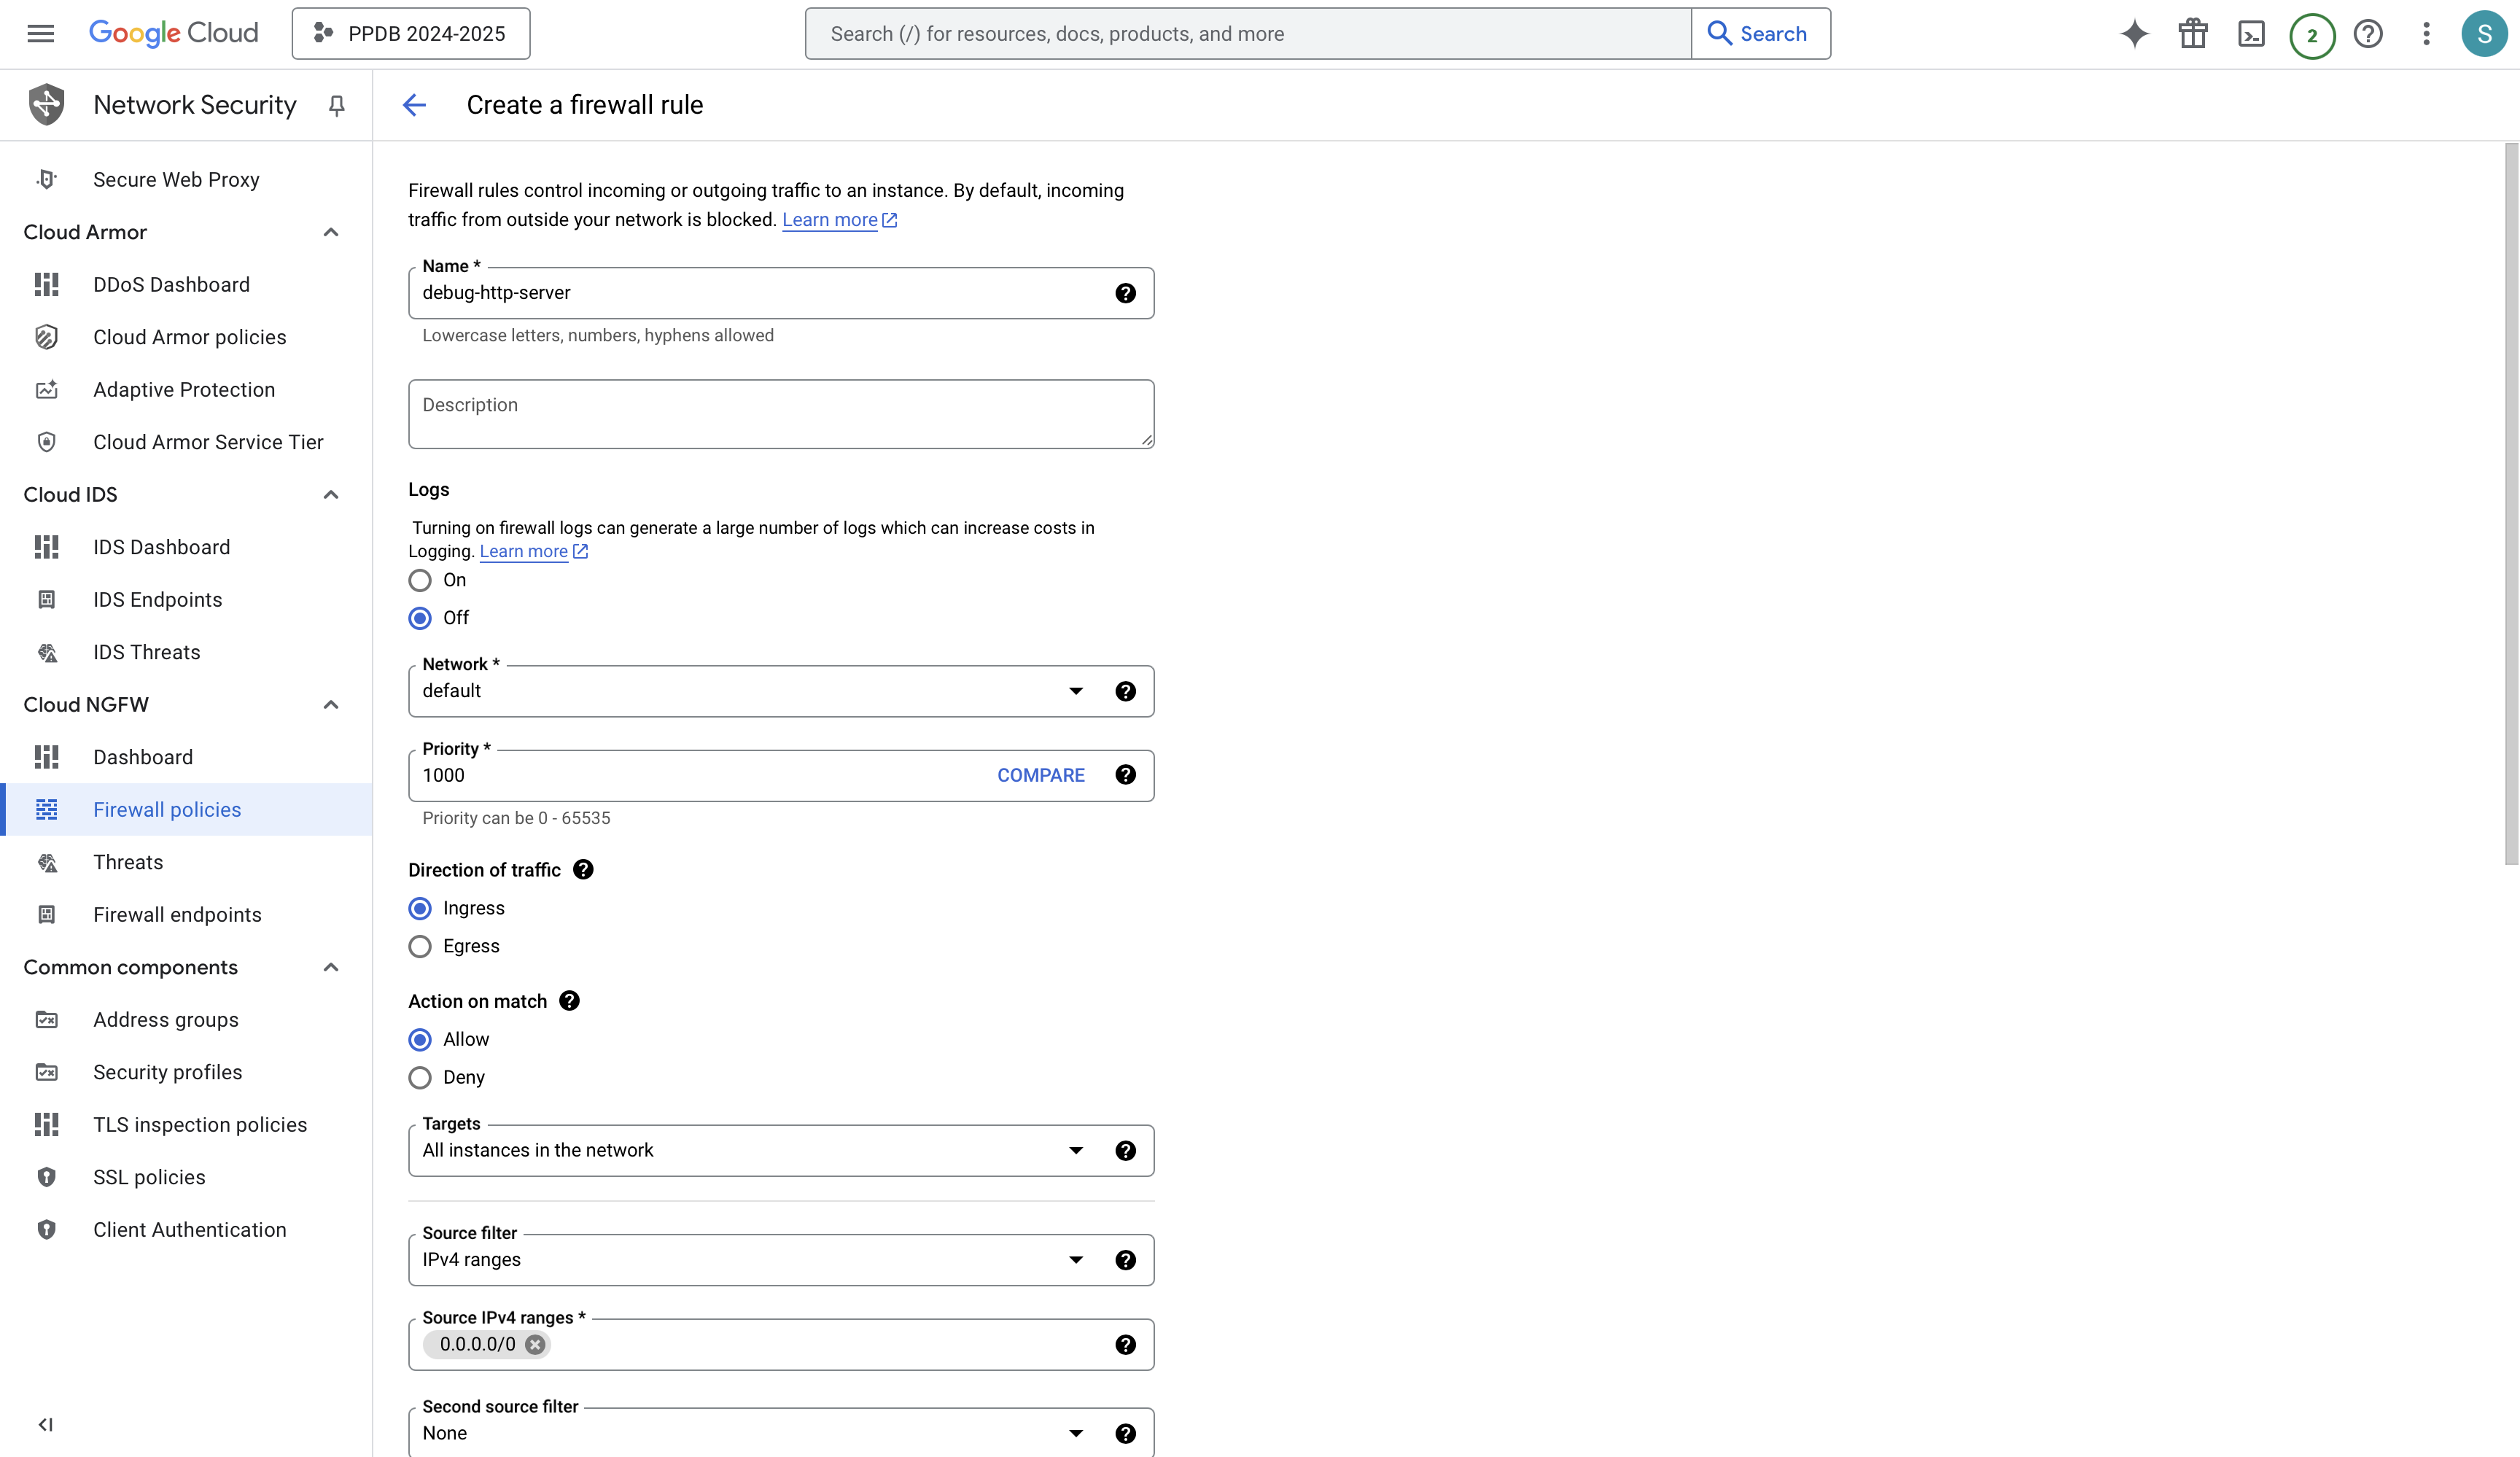 Google Cloud
PPDB 2024-2025
Search (/) for resources, docs, products, and more
Search
2
S
Network Security
Create a firewall rule
Secure Web Proxy
Cloud Armor
DDoS Dashboard
Cloud Armor policies
Adaptive Protection
Cloud Armor Service Tier
Cloud IDS
IDS Dashboard
IDS Endpoints
IDS Threats
Cloud NGFW
Dashboard
Firewall policies
Threats
Firewall endpoints
Common components
Address groups
Security profiles
TLS inspection policies
SSL policies
Client Authentication
Firewall rules control incoming or outgoing traffic to an instance. By default, incoming
traffic from outside your network is blocked. Learn more
Name *
debug-http-server
Lowercase letters, numbers, hyphens allowed
Description
Logs
Turning on firewall logs can generate a large number of logs which can increase costs in
Logging. Learn more
On
Off
Network *
default
Priority *
1000
COMPARE
Priority can be 0 - 65535
Direction of traffic
Ingress
Egress
Action on match
Allow
Deny
Targets
All instances in the network
Source filter
IPv4 ranges
Source IPv4 ranges *
0.0.0.0/0
Second source filter
None